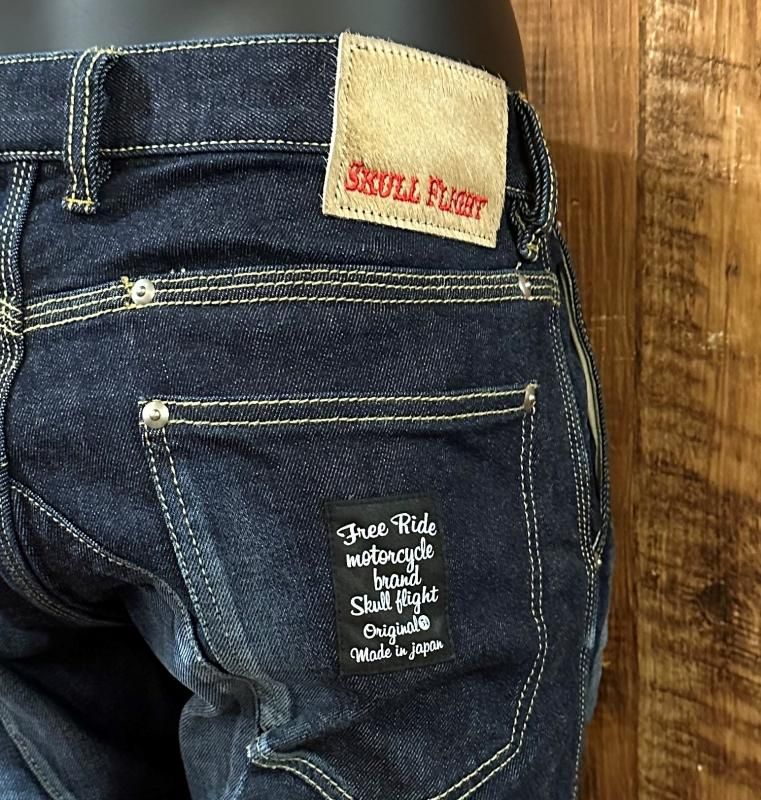 SKULL FLIGHT
Free Ride
motorcycle
brand
Skull flight
Original®
Made in japan